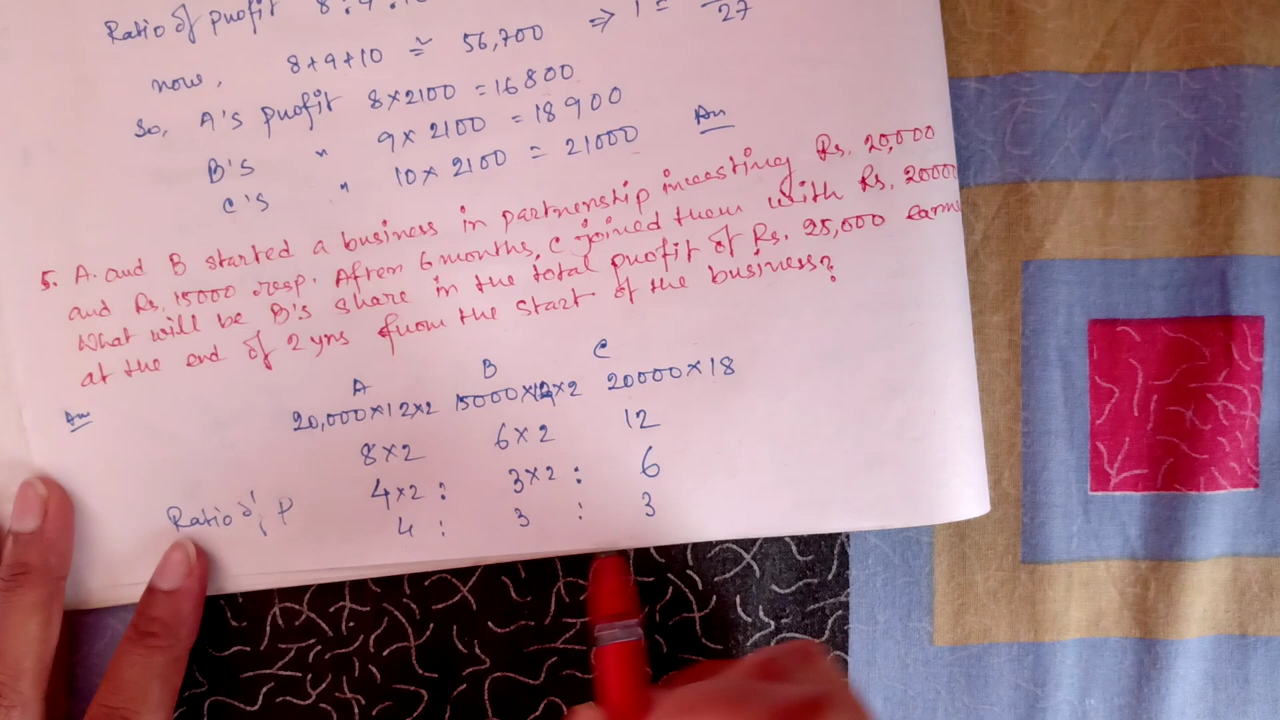 Ratio of profit 8:9:10
now, 8+9+10 ≅ 56,700 ⇒ 1 = 27
So, A's profit 8×2100 = 16800
B's " 9×2100 = 18900
C's " 10×2100 = 21000 Ans
5. A and B started a business in partnership investing Rs. 20,000
and Rs. 15000 resp. After 6 months, C joined them with Rs. 20000
What will be B's share in the total profit of Rs. 25,000 earn
at the end of 2 yrs from the start of the business?
Ans A B C
20,000×12×2 15000×12×2 20000×18
8×2 6×2 12
4×2 : 3×2 : 6
Ratio of P 4 : 3 : 3